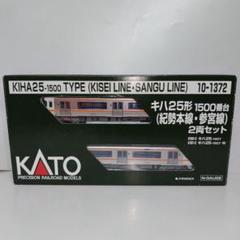 KIHA25-1500 TYPE (KISEI LINE・SANGU LINE) 10-1372
キハ25形 1500番台
(紀勢本線・参宮線)
2両セット
KATO
PRECISION RAILROAD MODELS
N-GAUGE